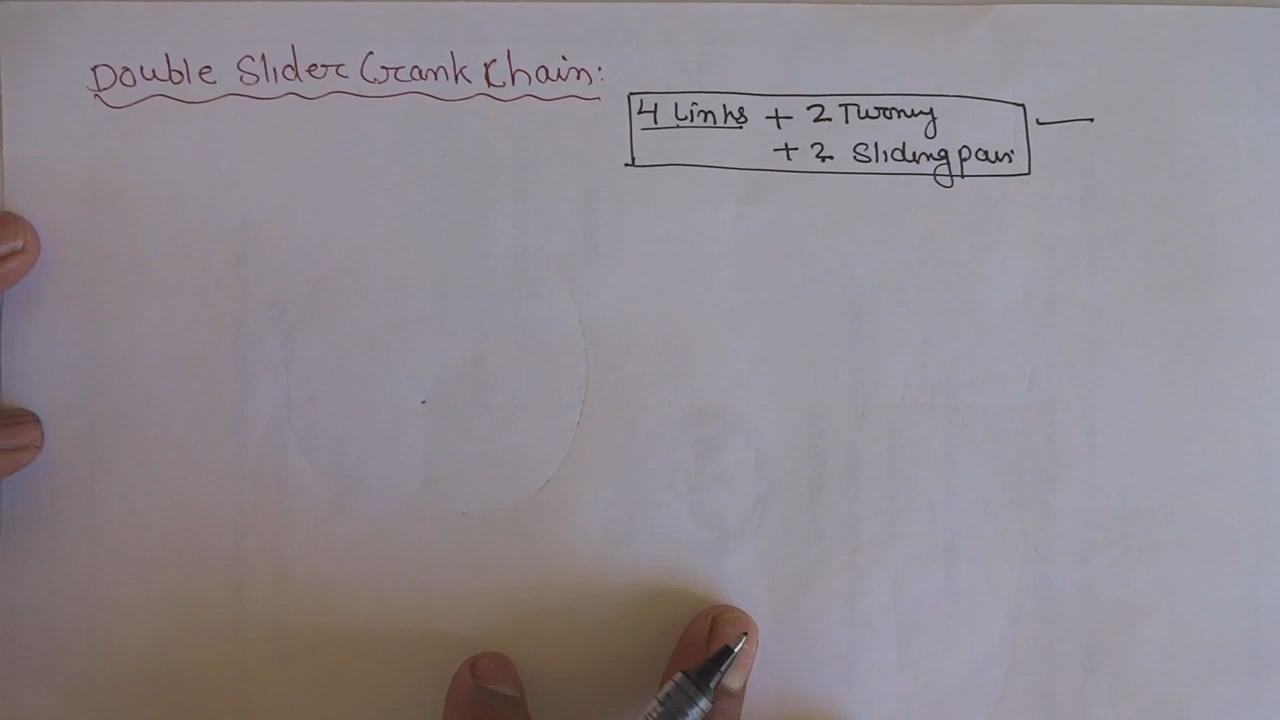 Double Slider Crank Chain:
4 Links + 2 Turning
+ 2 Sliding pair